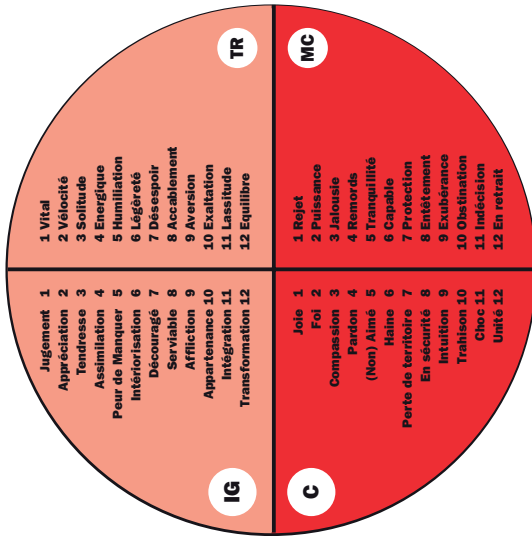 IG
Jugement 1
Appréciation 2
Tendresse 3
Assimilation 4
Peur de Manquer 5
Intériorisation 6
Découragé 7
Serviable 8
Affliction 9
Appartenance 10
Intégration 11
Transformation 12
TR
1 Vital
2 Vélocité
3 Solitude
4 Energique
5 Humiliation
6 Légèreté
7 Désespoir
8 Accablement
9 Aversion
10 Exaltation
11 Lassitude
12 Equilibre
C
Joie 1
Foi 2
Compassion 3
Pardon 4
(Non) Aimé 5
Haine 6
Perte de territoire 7
En sécurité 8
Intuition 9
Trahison 10
Choc 11
Unité 12
MC
1 Rejet
2 Puissance
3 Jalousie
4 Remords
5 Tranquillité
6 Capable
7 Protection
8 Entêtement
9 Exubérance
10 Obstination
11 Indécision
12 En retrait